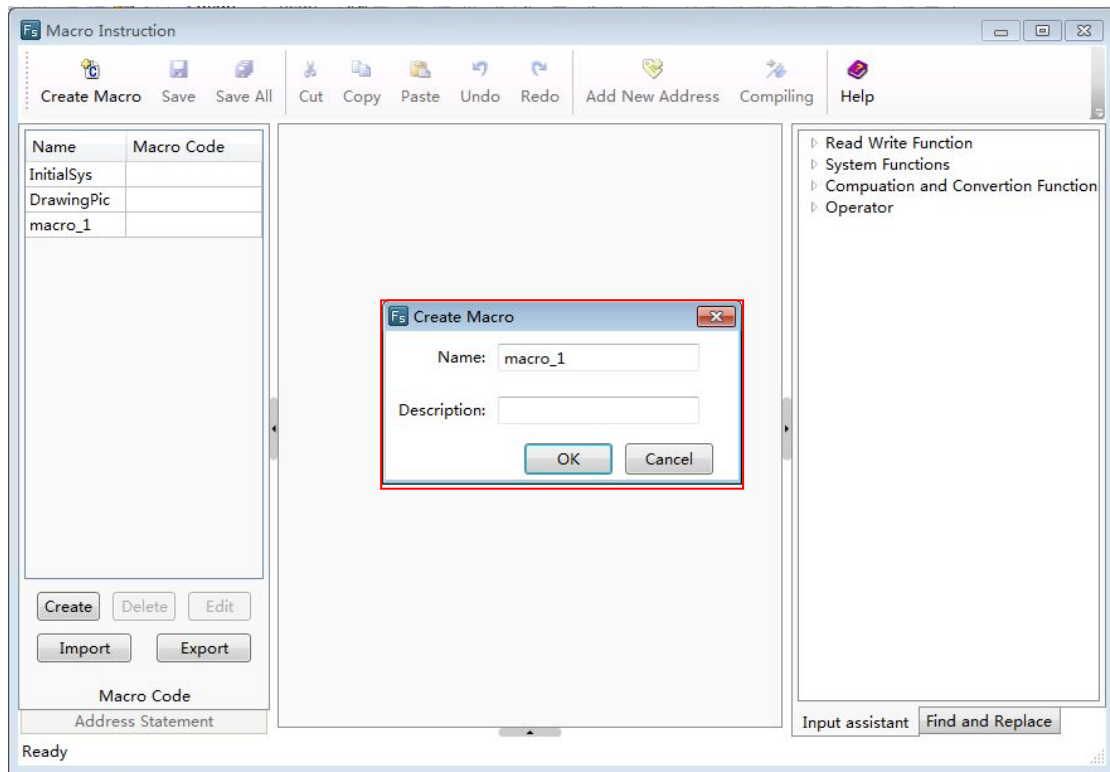 Fs Macro Instruction
Create Macro Save Save All Cut Copy Paste Undo Redo Add New Address Compiling Help
Name Macro Code
InitialSys
DrawingPic
macro_1
Read Write Function
System Functions
Compuation and Convertion Function
Operator
Fs Create Macro
Name: macro_1
Description:
OK Cancel
Create Delete Edit
Import Export
Macro Code
Address Statement
Input assistant Find and Replace
Ready